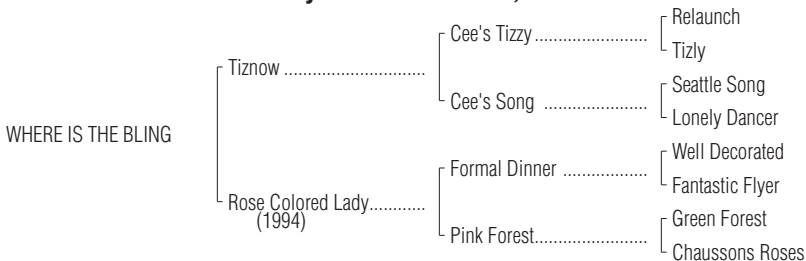 Relaunch
Cee's Tizzy
Tizly
Tiznow
Seattle Song
Cee's Song
Lonely Dancer
WHERE IS THE BLING
Well Decorated
Formal Dinner
Fantastic Flyer
Rose Colored Lady
(1994)
Green Forest
Pink Forest
Chaussons Roses